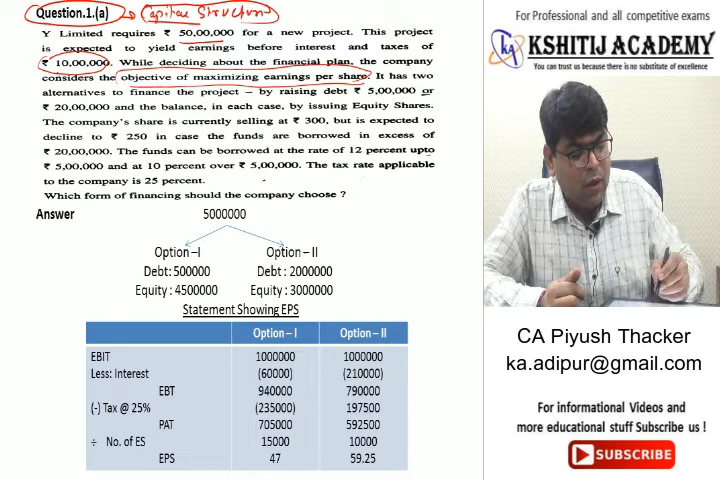 Question.1.(a) Capital Structure
Y Limited requires ₹ 50,00,000 for a new project. This project
is expected to yield earnings before interest and taxes of
₹ 10,00,000. While deciding about the financial plan, the company
considers the objective of maximizing earnings per share. It has two
alternatives to finance the project – by raising debt ₹ 5,00,000 or
₹ 20,00,000 and the balance, in each case, by issuing Equity Shares.
The company's share is currently selling at ₹ 300, but is expected to
decline to ₹ 250 in case the funds are borrowed in excess of
₹ 20,00,000. The funds can be borrowed at the rate of 12 percent upto
₹ 5,00,000 and at 10 percent over ₹ 5,00,000. The tax rate applicable
to the company is 25 percent.
Which form of financing should the company choose ?
Answer 5000000
Option –I Option – II
Debt: 500000 Debt : 2000000
Equity : 4500000 Equity : 3000000
Statement Showing EPS
Option – I Option – II
EBIT 1000000 1000000
Less: Interest (60000) (210000)
EBT 940000 790000
(-) Tax @ 25% (235000) 197500
PAT 705000 592500
÷ No. of ES 15000 10000
EPS 47 59.25
For Professional and all competitive exams
ka
KSHITIJ ACADEMY
You can trust us because there is no substitute of excellence
CA Piyush Thacker
ka.adipur@gmail.com
For informational Videos and
more educational stuff Subscribe us !
SUBSCRIBE